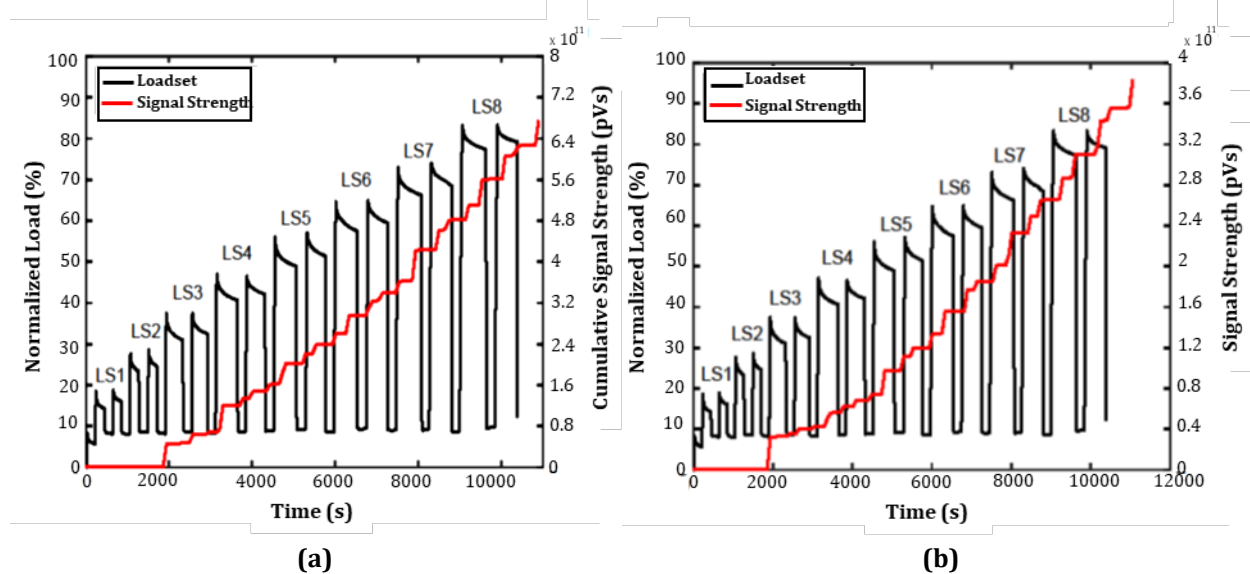 x 10^11
8
100
Loadset
Signal Strength
7.2
90
LS8
80
6.4
LS7
70
5.6
LS6
60
4.8
LS5
50
4
LS4
40
3.2
LS3
30
2.4
LS2
20
1.6
LS1
10
0.8
0
0
0
2000
4000
6000
8000
10000
Normalized Load (%)
Cumulative Signal Strength (pVs)
Time (s)
(a)
x 10^11
4
100
Loadset
Signal Strength
3.6
90
LS8
80
3.2
LS7
70
2.8
LS6
60
2.4
LS5
50
2
LS4
40
1.6
LS3
30
1.2
LS2
20
0.8
LS1
10
0.4
0
0
0
2000
4000
6000
8000
10000
12000
Normalized Load (%)
Signal Strength (pVs)
Time (s)
(b)